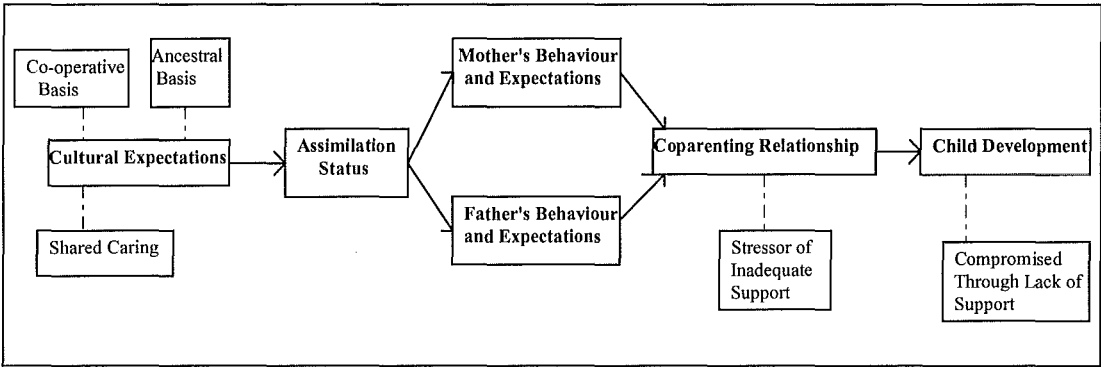 Co-operative
Basis
Ancestral
Basis
Cultural Expectations
Shared Caring
Assimilation
Status
Mother's Behaviour
and Expectations
Father's Behaviour
and Expectations
Coparenting Relationship
Stressor of
Inadequate
Support
Child Development
Compromised
Through Lack of
Support